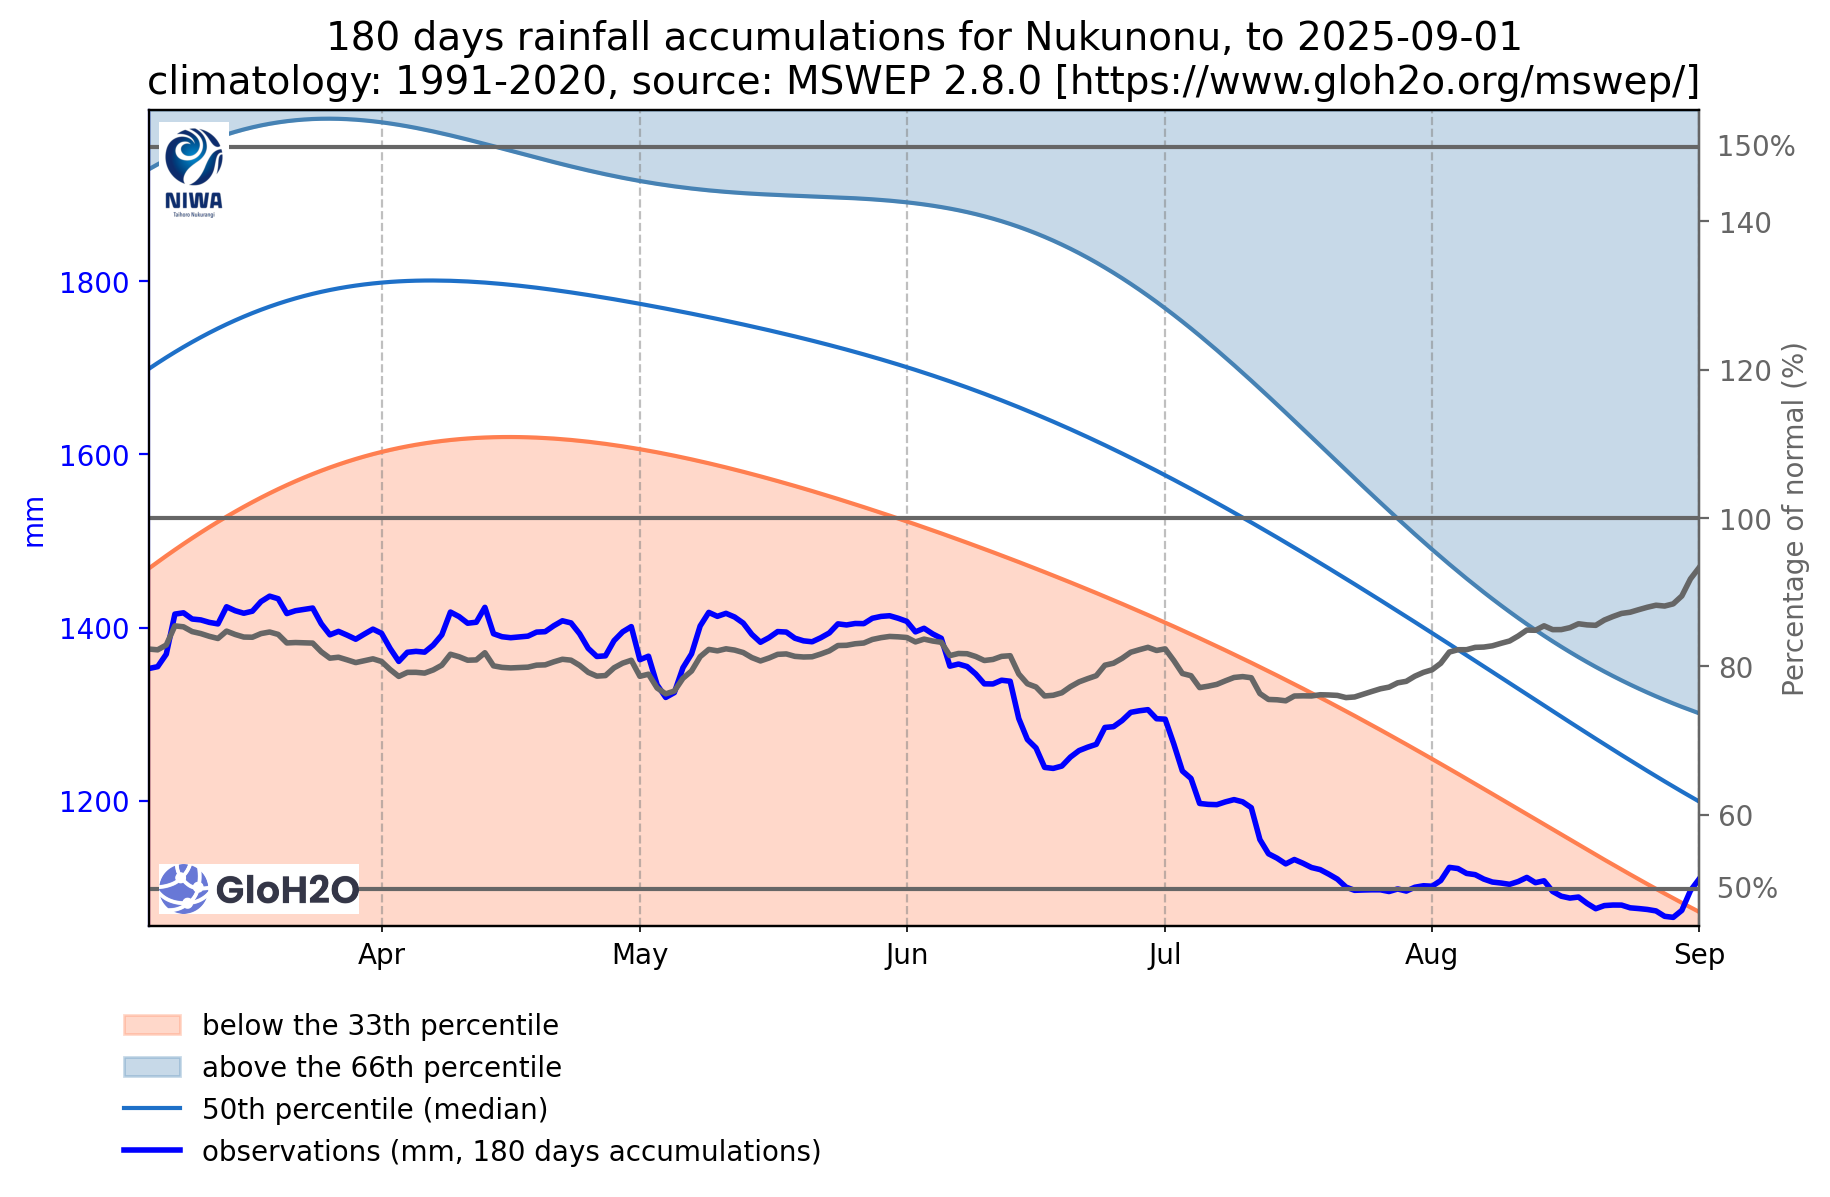 180 days rainfall accumulations for Nukunonu, to 2025-09-01
climatology: 1991-2020, source: MSWEP 2.8.0 [https://www.gloh2o.org/mswep/]
NIWA
Taihoro Nukurangi
150%
140
1800
120
1600
mm
100
Percentage of normal (%)
1400
80
1200
60
GloH2O
50%
Apr May Jun Jul Aug Sep
below the 33th percentile
above the 66th percentile
50th percentile (median)
observations (mm, 180 days accumulations)